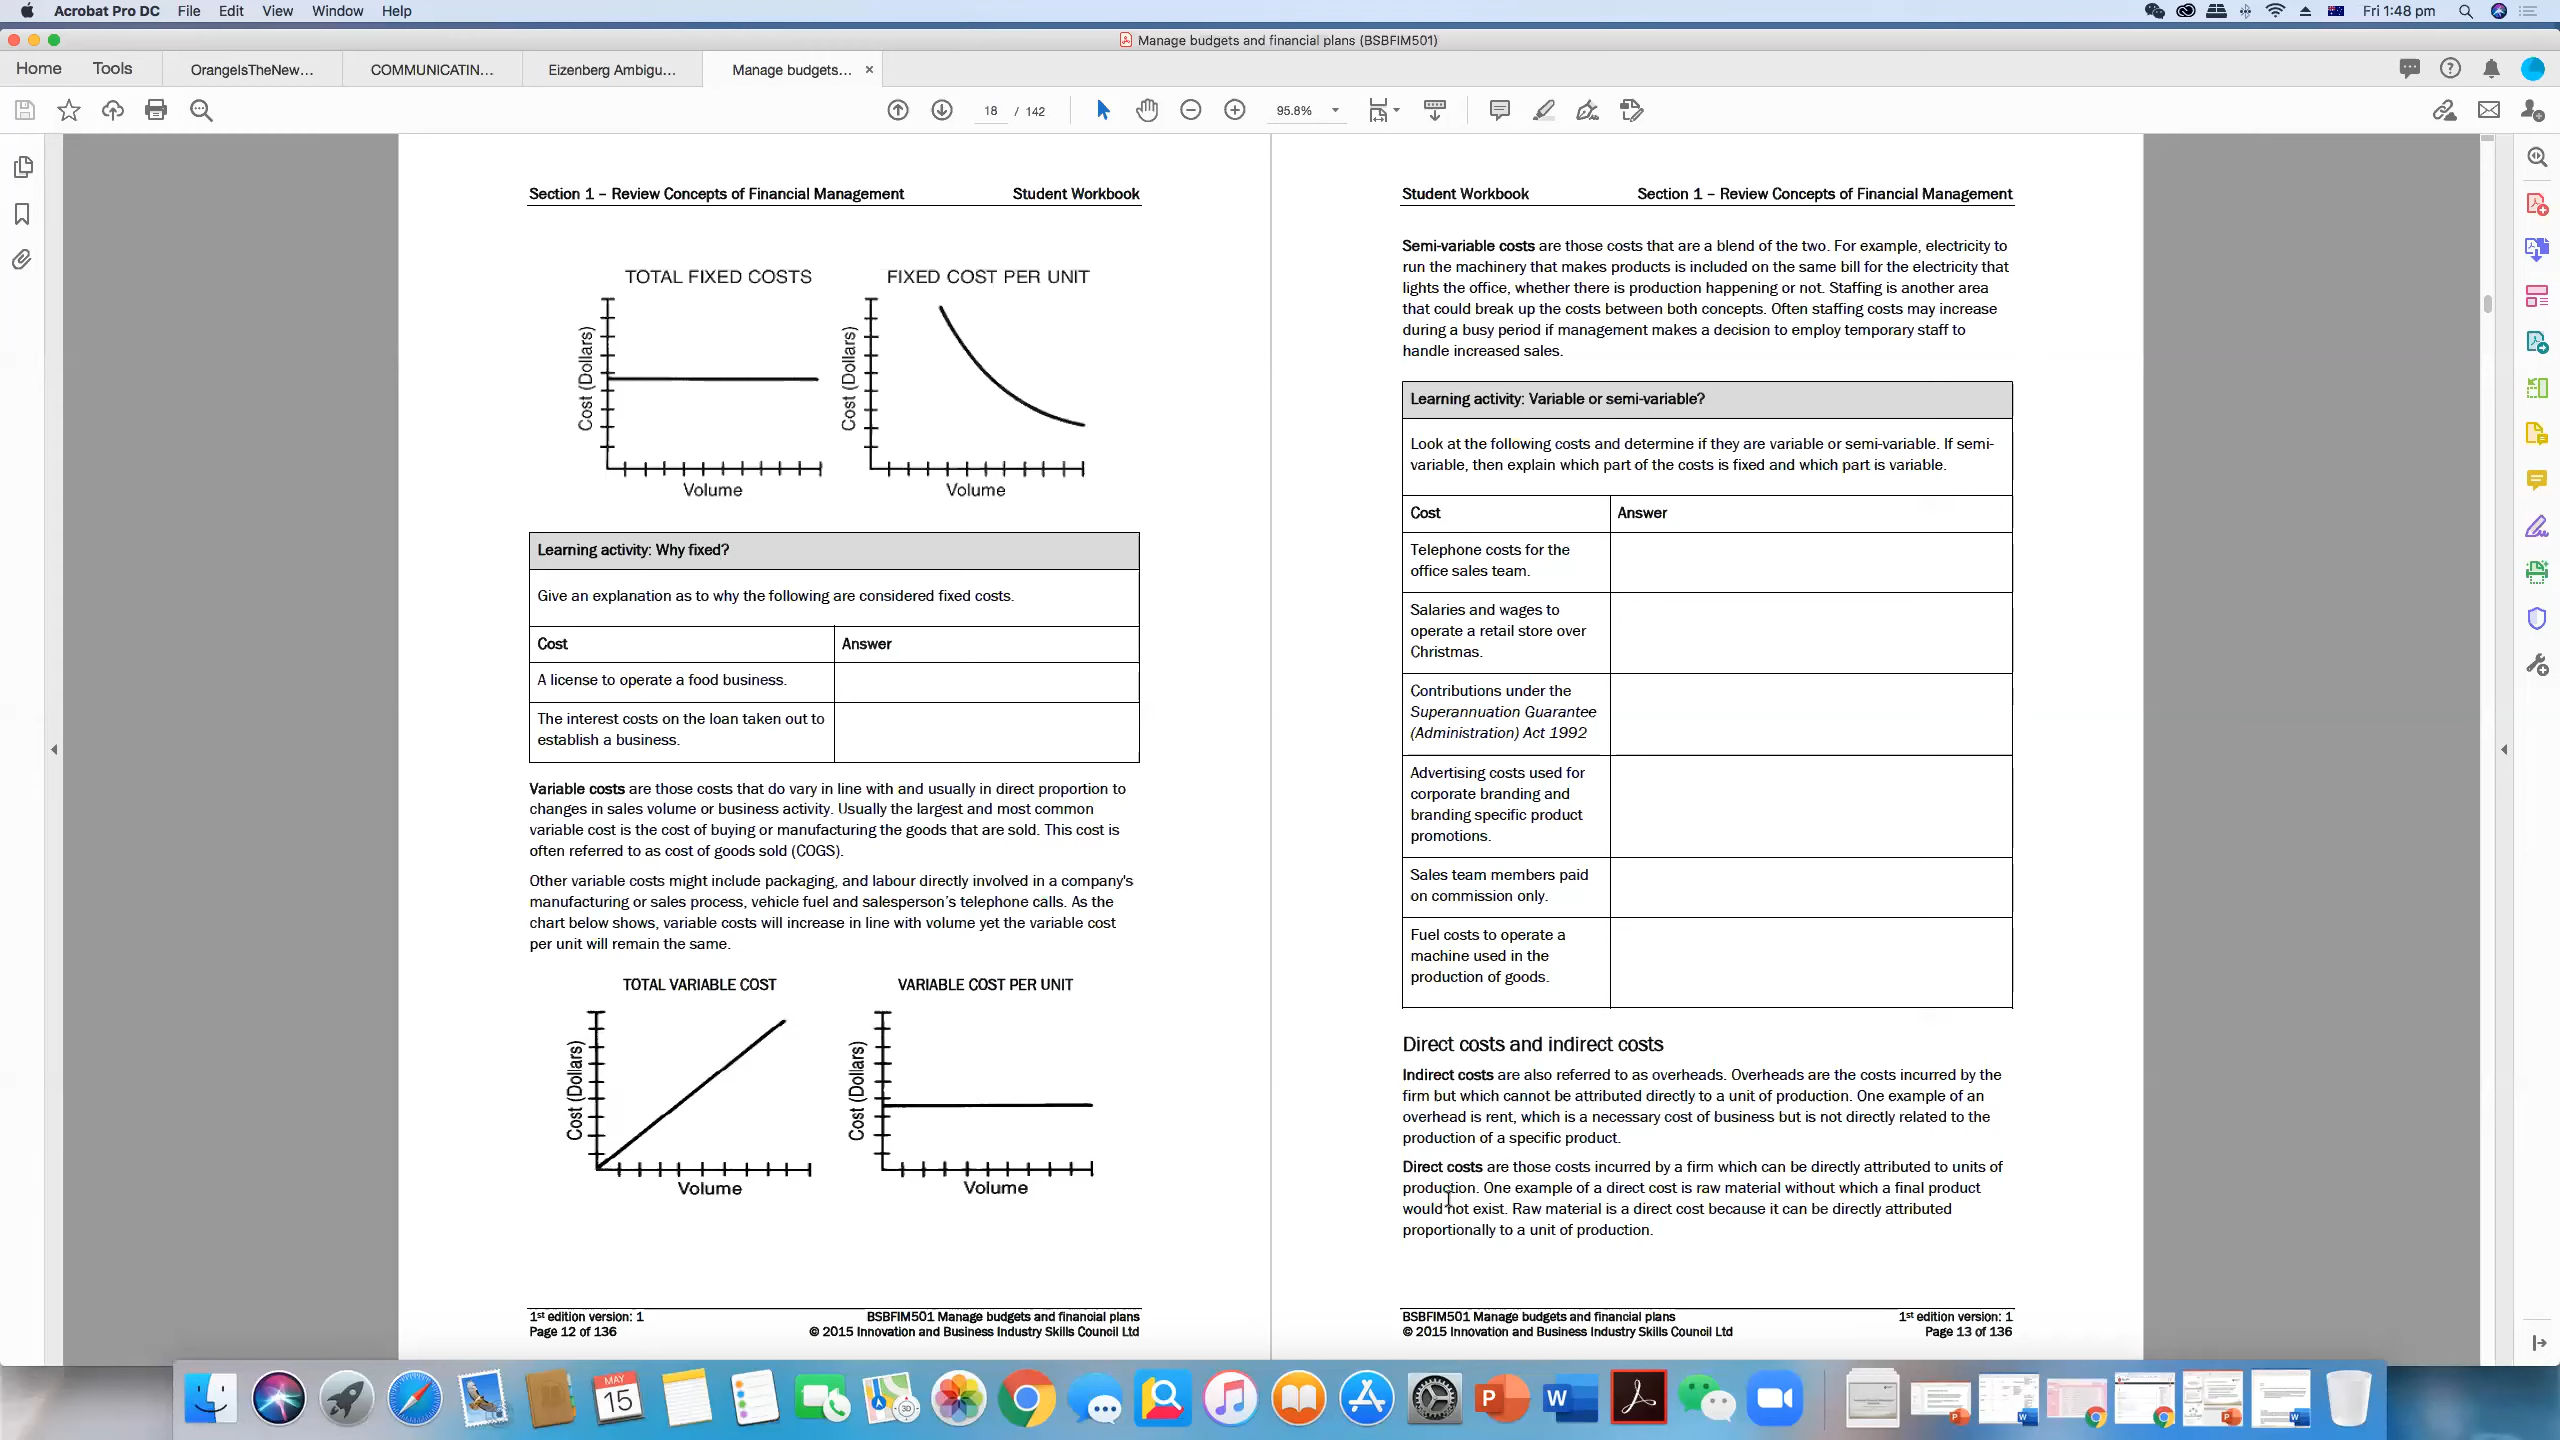 Acrobat Pro DC File Edit View Window Help
Fri 1:48 pm
Manage budgets and financial plans (BSBFIM501)
Home Tools OrangeIsTheNew... COMMUNICATIN... Eizenberg Ambigu... Manage budgets... ×
18 / 142 95.8%
Section 1 – Review Concepts of Financial Management Student Workbook
TOTAL FIXED COSTS
Cost (Dollars)
Volume
FIXED COST PER UNIT
Cost (Dollars)
Volume
Learning activity: Why fixed?
Give an explanation as to why the following are considered fixed costs.
Cost Answer
A license to operate a food business.
The interest costs on the loan taken out to
establish a business.
Variable costs are those costs that do vary in line with and usually in direct proportion to
changes in sales volume or business activity. Usually the largest and most common
variable cost is the cost of buying or manufacturing the goods that are sold. This cost is
often referred to as cost of goods sold (COGS).
Other variable costs might include packaging, and labour directly involved in a company's
manufacturing or sales process, vehicle fuel and salesperson's telephone calls. As the
chart below shows, variable costs will increase in line with volume yet the variable cost
per unit will remain the same.
TOTAL VARIABLE COST
Cost (Dollars)
Volume
VARIABLE COST PER UNIT
Cost (Dollars)
Volume
1st edition version: 1 BSBFIM501 Manage budgets and financial plans
Page 12 of 136 © 2015 Innovation and Business Industry Skills Council Ltd
Student Workbook Section 1 – Review Concepts of Financial Management
Semi-variable costs are those costs that are a blend of the two. For example, electricity to
run the machinery that makes products is included on the same bill for the electricity that
lights the office, whether there is production happening or not. Staffing is another area
that could break up the costs between both concepts. Often staffing costs may increase
during a busy period if management makes a decision to employ temporary staff to
handle increased sales.
Learning activity: Variable or semi-variable?
Look at the following costs and determine if they are variable or semi-variable. If semi-
variable, then explain which part of the costs is fixed and which part is variable.
Cost Answer
Telephone costs for the
office sales team.
Salaries and wages to
operate a retail store over
Christmas.
Contributions under the
Superannuation Guarantee
(Administration) Act 1992
Advertising costs used for
corporate branding and
branding specific product
promotions.
Sales team members paid
on commission only.
Fuel costs to operate a
machine used in the
production of goods.
Direct costs and indirect costs
Indirect costs are also referred to as overheads. Overheads are the costs incurred by the
firm but which cannot be attributed directly to a unit of production. One example of an
overhead is rent, which is a necessary cost of business but is not directly related to the
production of a specific product.
Direct costs are those costs incurred by a firm which can be directly attributed to units of
production. One example of a direct cost is raw material without which a final product
would not exist. Raw material is a direct cost because it can be directly attributed
proportionally to a unit of production.
BSBFIM501 Manage budgets and financial plans 1st edition version: 1
© 2015 Innovation and Business Industry Skills Council Ltd Page 13 of 136
MAY
15
3D
P
W